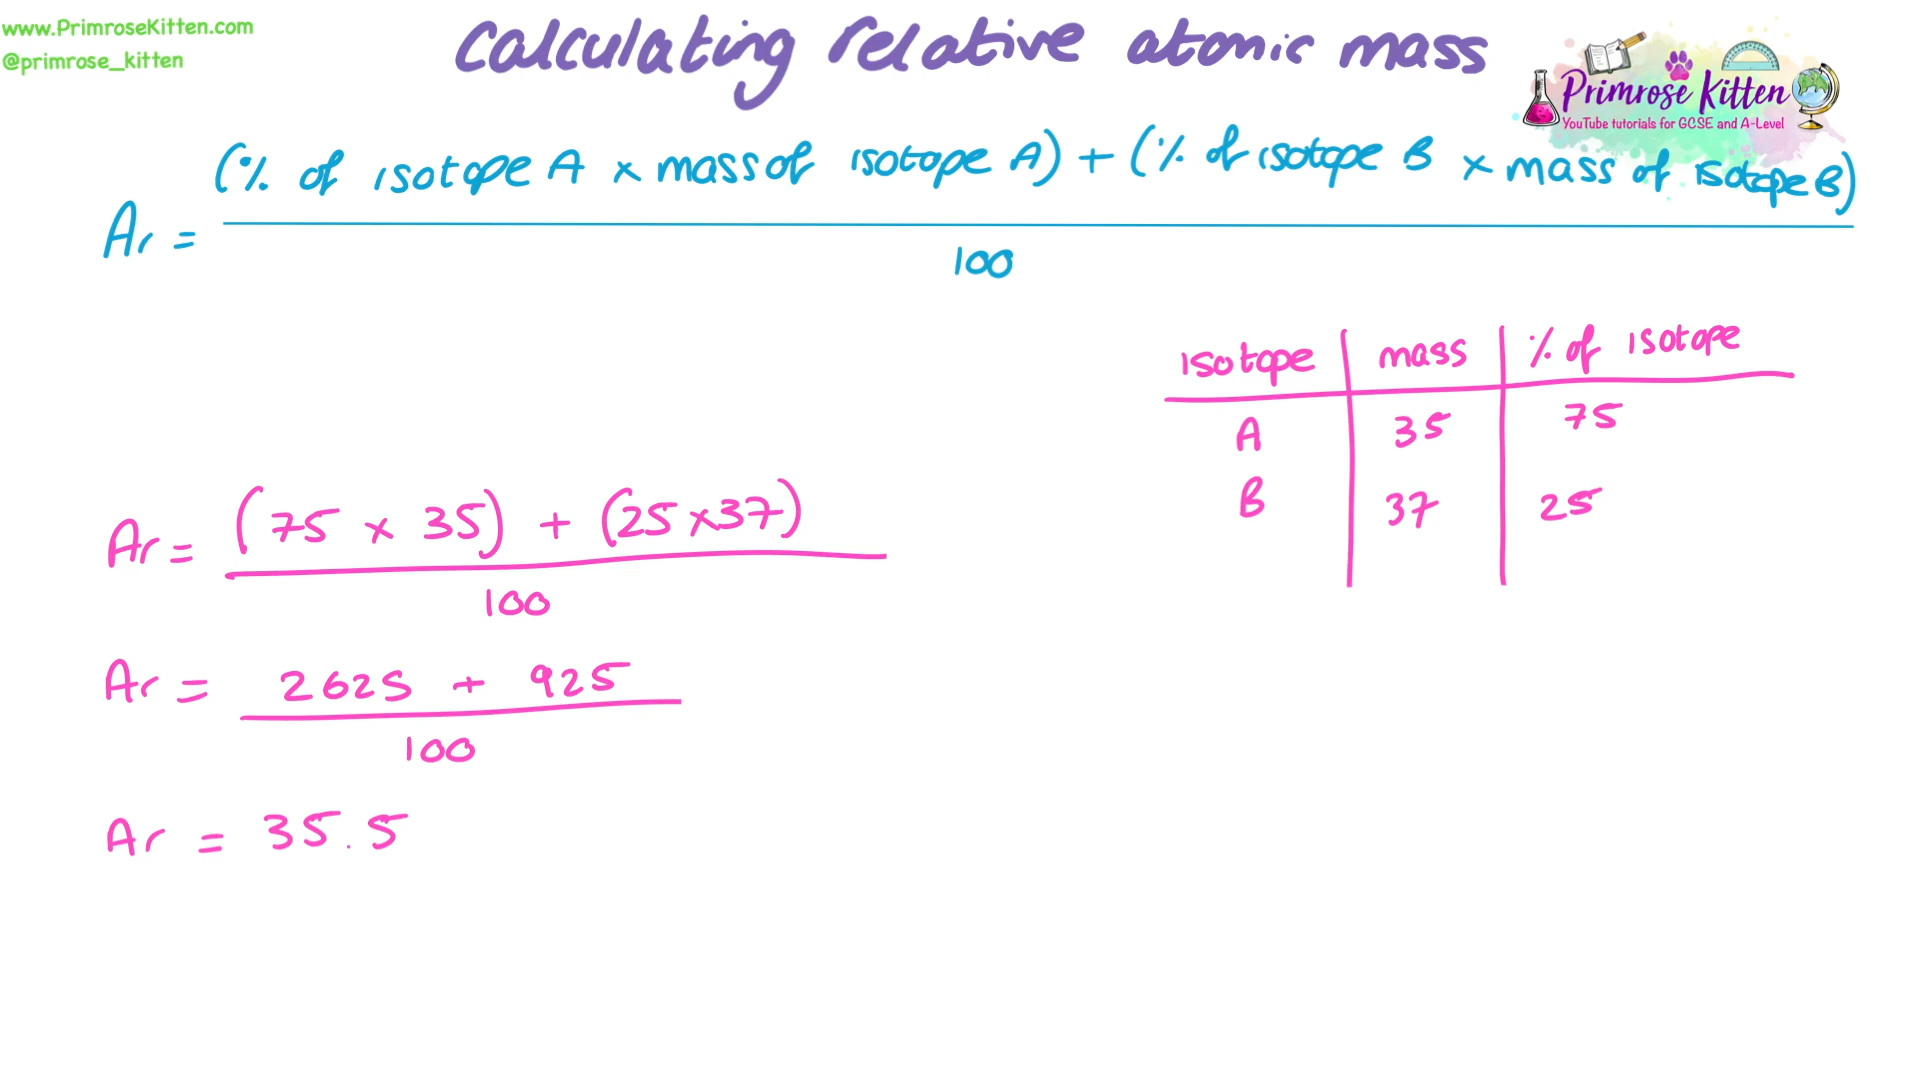 www.PrimroseKitten.com
@primrose_kitten
Calculating relative atomic mass
Primrose Kitten
YouTube tutorials for GCSE and A-Level
(% of isotope A x mass of isotope A) + (% of isotope B x mass of isotope B)
Ar =
100
isotope mass % of isotope
A 35 75
B 37 25
Ar = (75 x 35) + (25 x 37)
100
Ar = 2625 + 925
100
Ar = 35.5